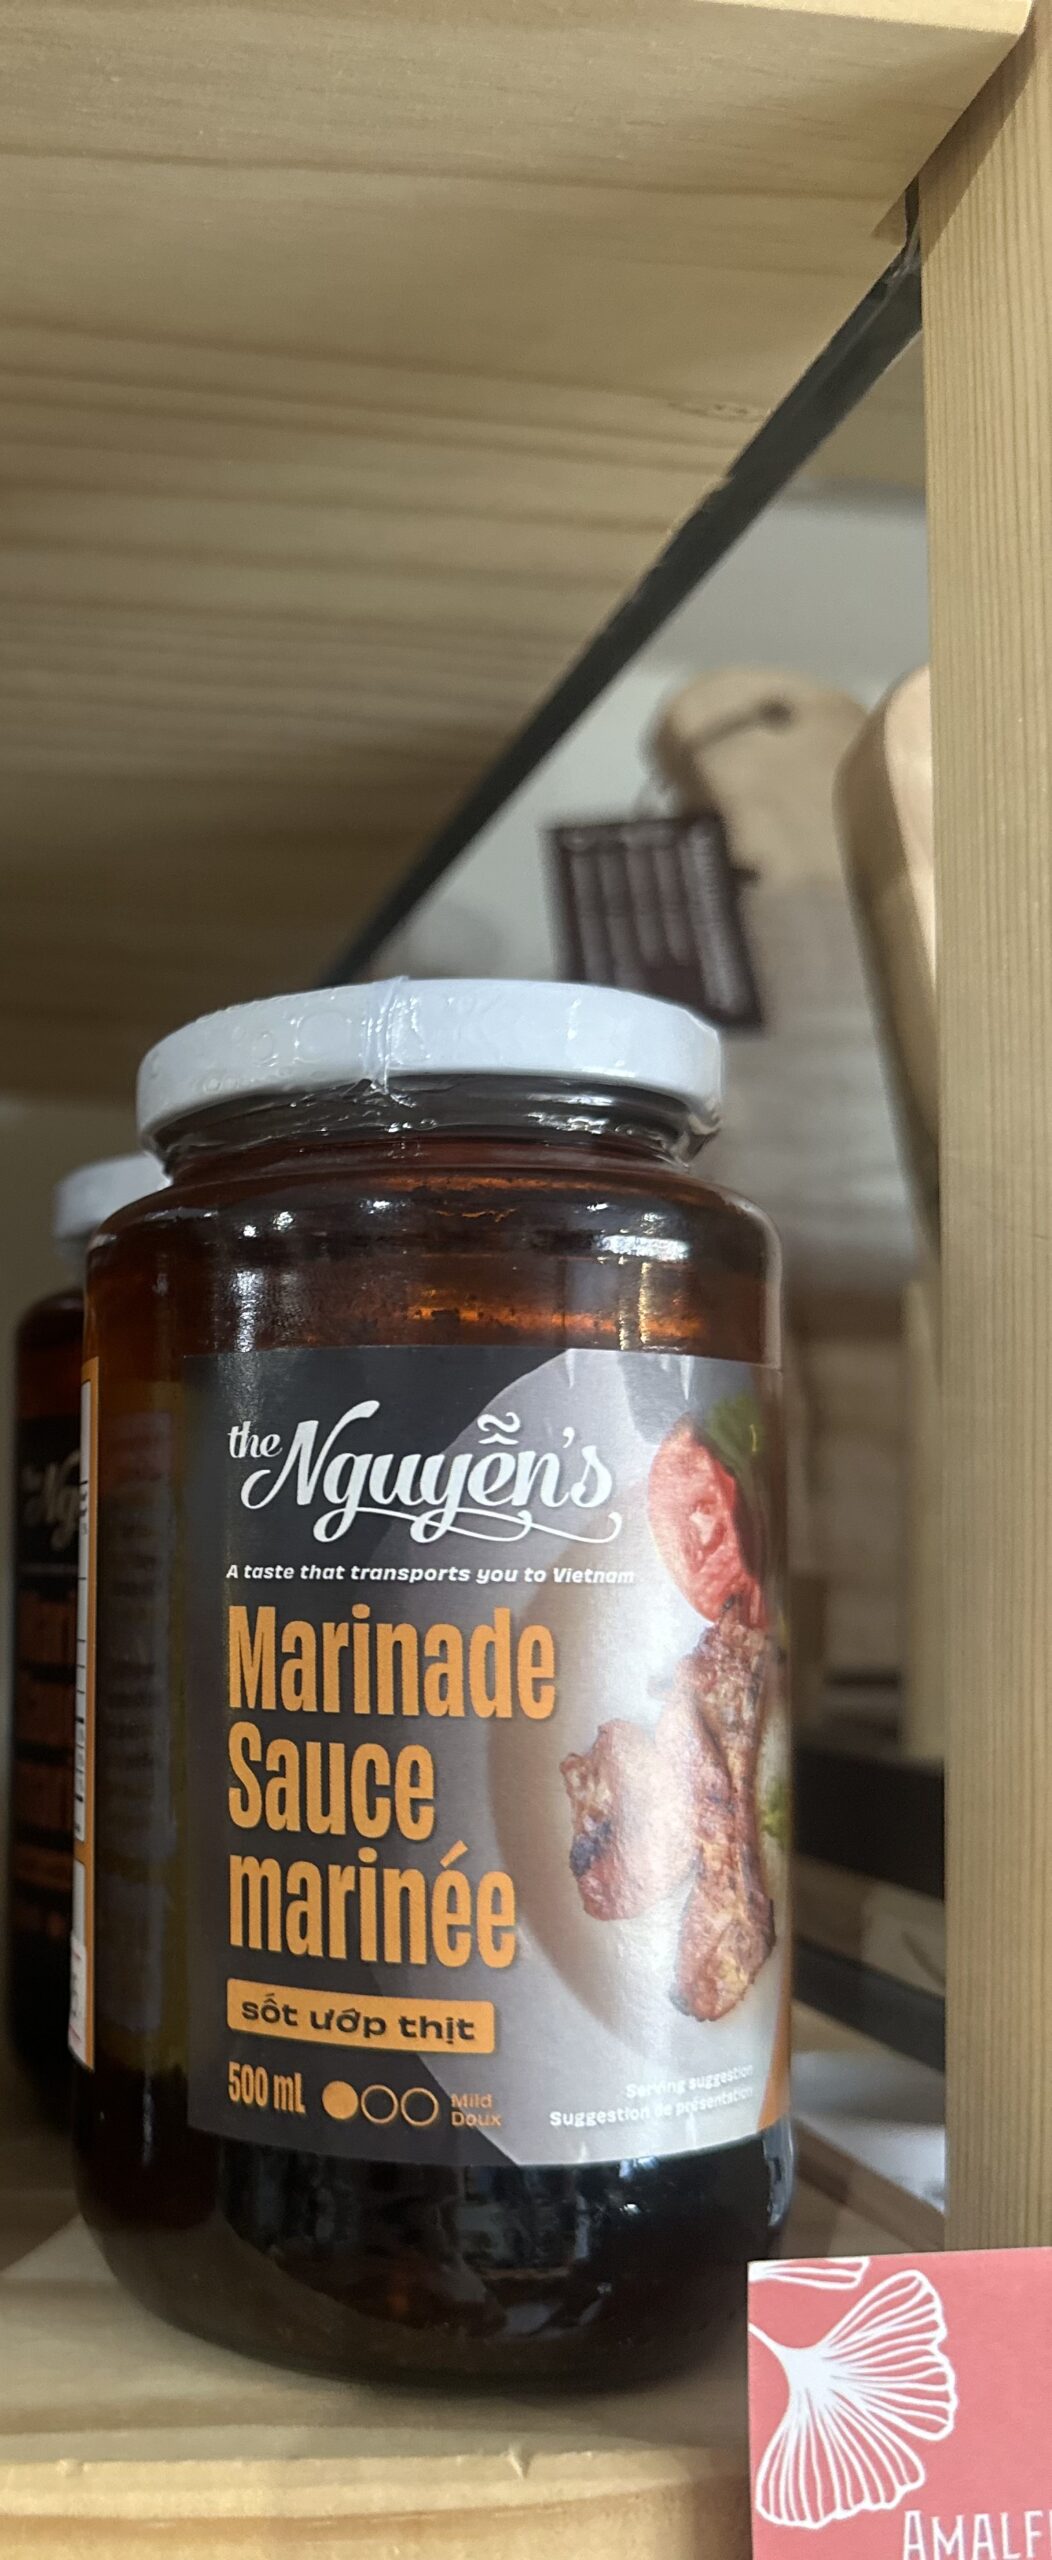 the Nguyễn's
A taste that transports you to Vietnam
Marinade
Sauce
marinée
sốt ướp thịt
500 mL
Mild
Doux
Serving suggestion
Suggestion de présentation